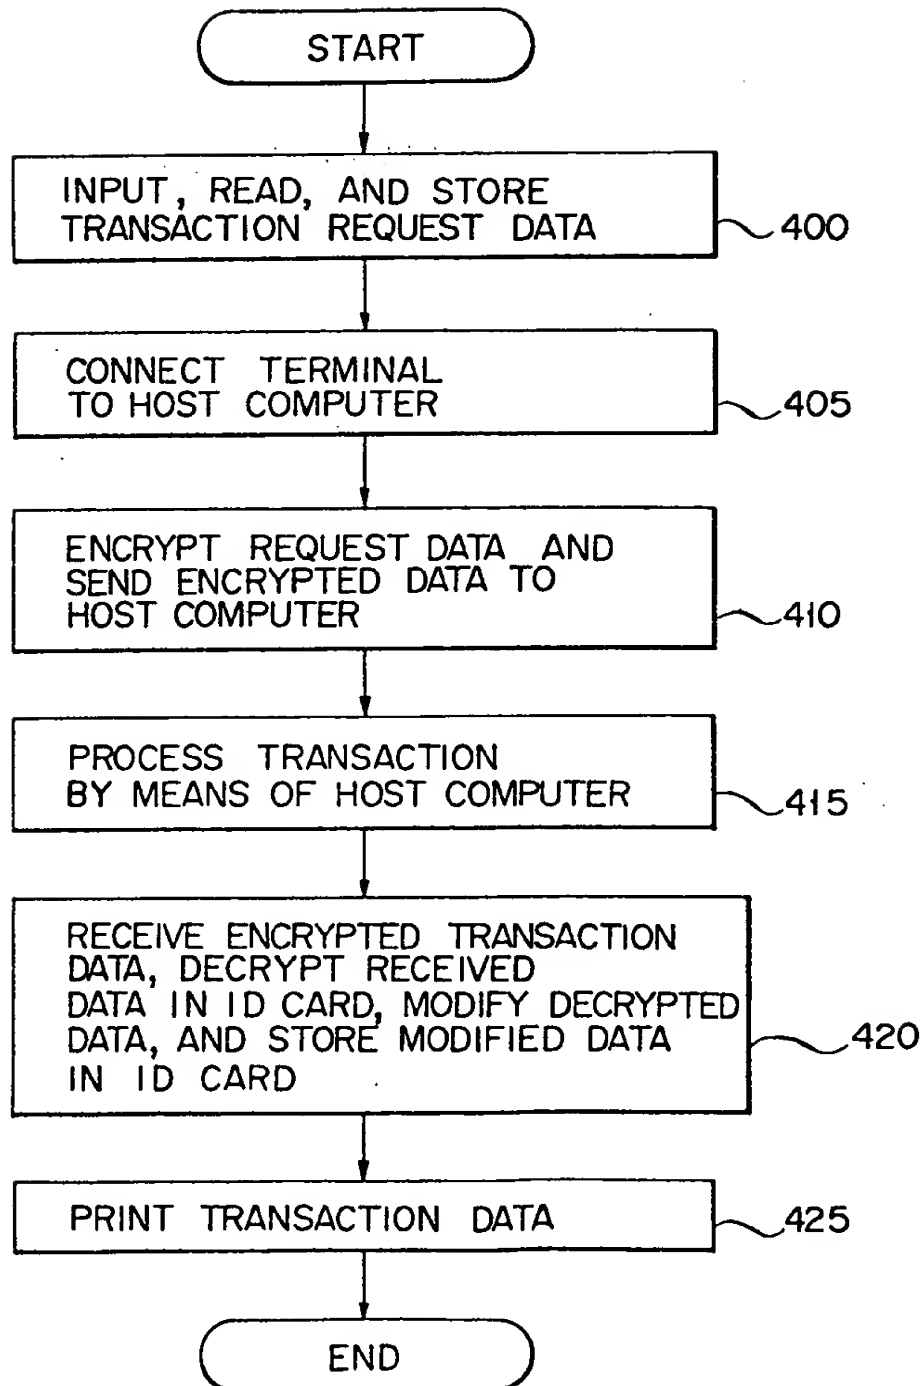 START
INPUT, READ, AND STORE
TRANSACTION REQUEST DATA
400
CONNECT TERMINAL
TO HOST COMPUTER
405
ENCRYPT REQUEST DATA AND
SEND ENCRYPTED DATA TO
HOST COMPUTER
410
PROCESS TRANSACTION
BY MEANS OF HOST COMPUTER
415
RECEIVE ENCRYPTED TRANSACTION
DATA, DECRYPT RECEIVED
DATA IN ID CARD, MODIFY DECRYPTED
DATA, AND STORE MODIFIED DATA
IN ID CARD
420
PRINT TRANSACTION DATA
425
END